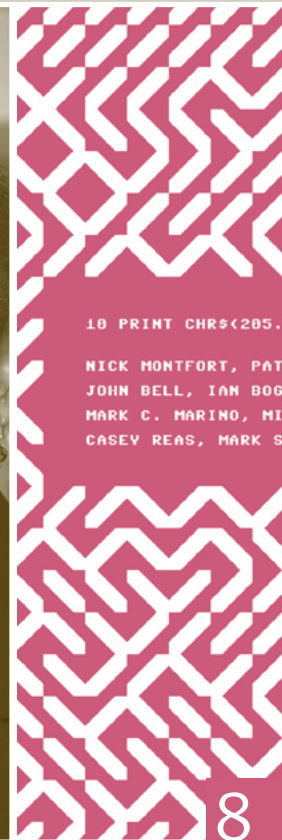 10 PRINT CHR$(205.
NICK MONTFORT, PAT
JOHN BELL, IAN BOG
MARK C. MARINO, MI
CASEY REAS, MARK S
8